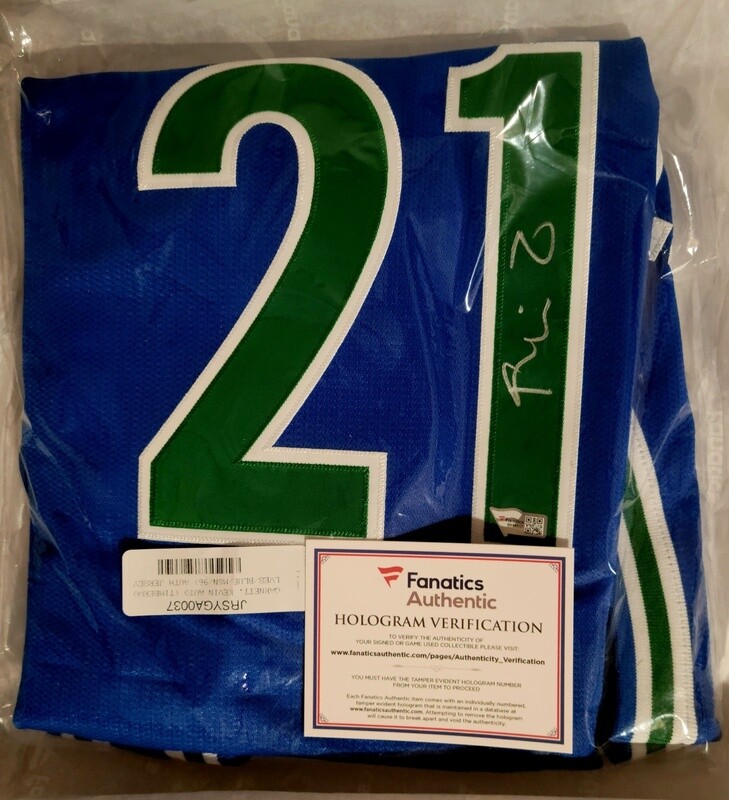 21
GARNETT, KEVIN AUTO (TIMBERWO
LVES/BLUE/MSN/96) AUTH JERSEY
JRSYGA0037
Fanatics
Authentic
HOLOGRAM VERIFICATION
TO VERIFY THE AUTHENTICITY OF
YOUR SIGNED OR GAME USED COLLECTIBLE PLEASE VISIT:
www.fanaticsauthentic.com/pages/Authenticity_Verification
YOU MUST HAVE THE TAMPER EVIDENT HOLOGRAM NUMBER
FROM YOUR ITEM TO PROCEED
Each Fanatics Authentic item comes with an individually numbered,
tamper evident hologram that is maintained in a database at
www.fanaticsauthentic.com. Attempting to remove the hologram
will cause it to break apart and void the authenticity.